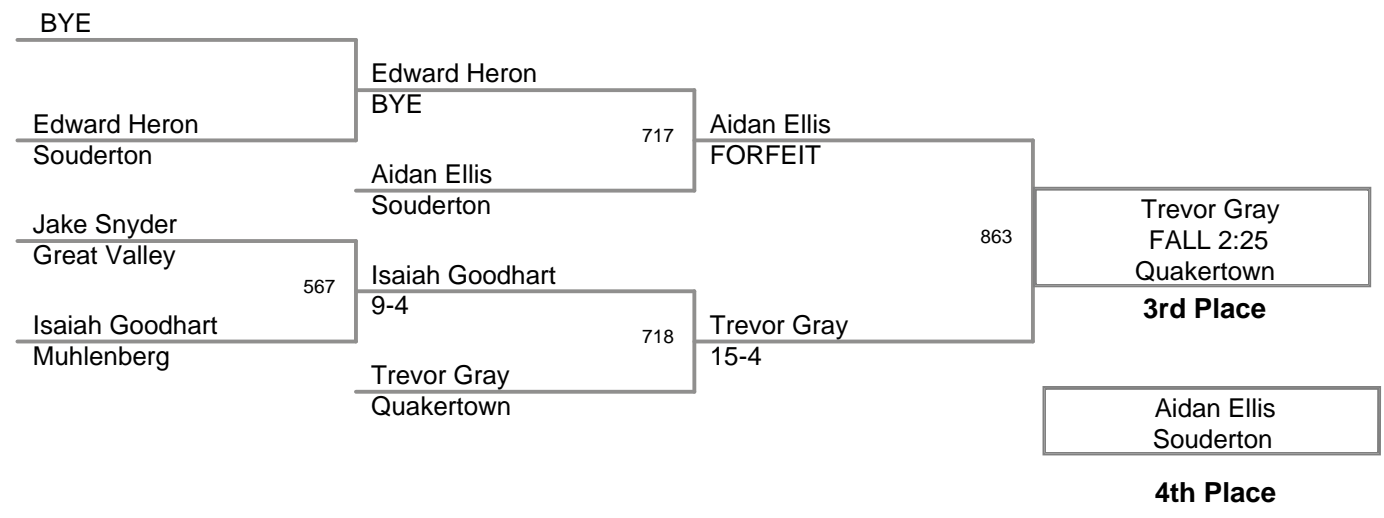 BYE
Edward Heron
Souderton
Jake Snyder
Great Valley
567
Isaiah Goodhart
Muhlenberg
Edward Heron
BYE
717
Aidan Ellis
Souderton
Isaiah Goodhart
9-4
718
Trevor Gray
Quakertown
Aidan Ellis
FORFEIT
863
Trevor Gray
15-4
Trevor Gray
FALL 2:25
Quakertown
3rd Place
Aidan Ellis
Souderton
4th Place